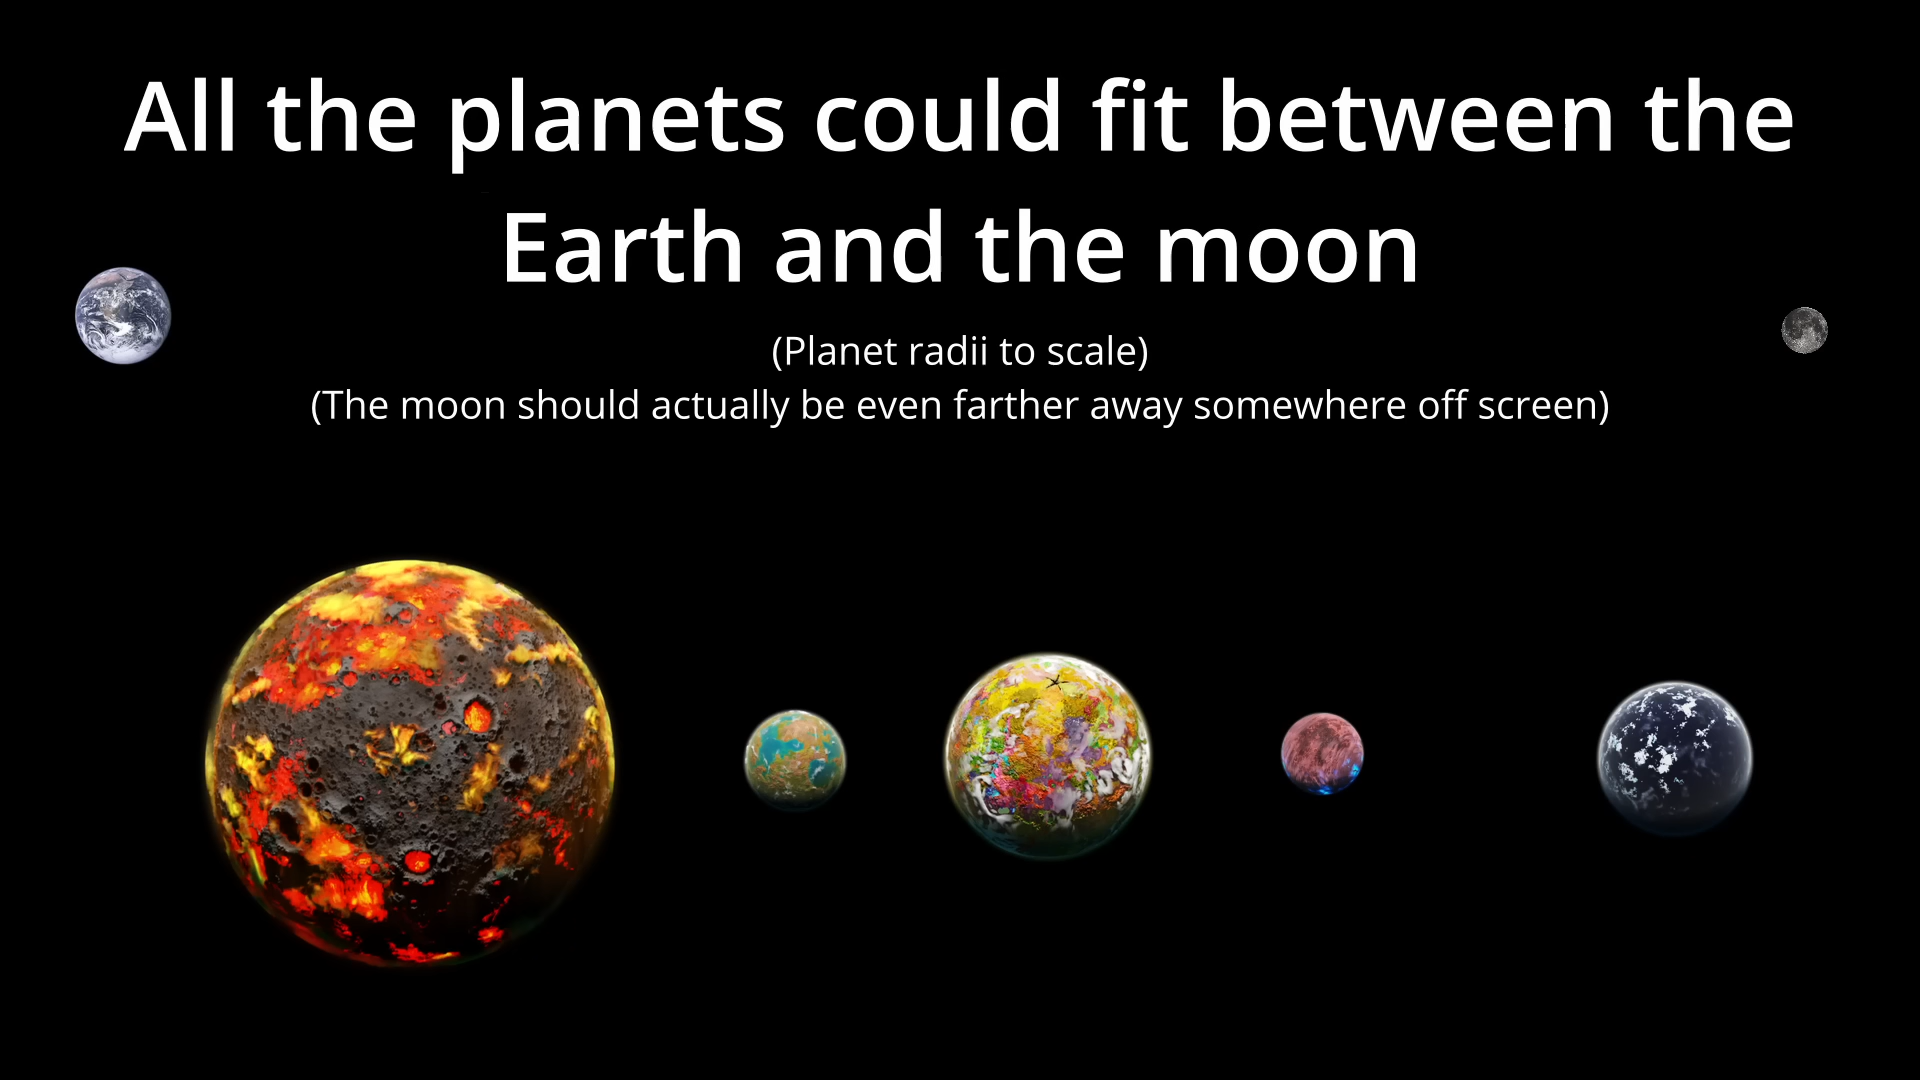 All the planets could fit between the
Earth and the moon
(Planet radii to scale)
(The moon should actually be even farther away somewhere off screen)